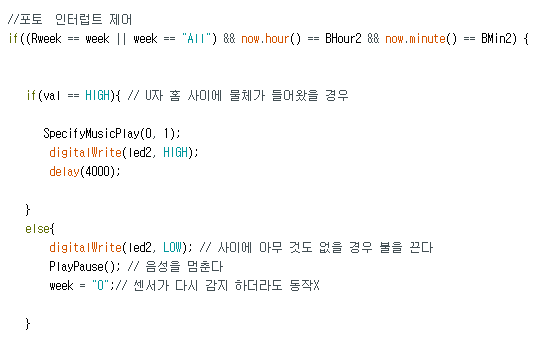 //포토  인터럽트 제어
if((Rweek == week || week == "All") && now.hour() == BHour2 && now.minute() == BMin2) {
if(val == HIGH){ // U자 홈 사이에 물체가 들어왔을 경우
SpecifyMusicPlay(0, 1);
digitalWrite(led2, HIGH);
delay(4000);
}
else{
digitalWrite(led2, LOW); // 사이에 아무 것도 없을 경우 불을 끈다
PlayPause(); // 음성을 멈춘다
week = "0";// 센서가 다시 감지 하더라도 동작X
}